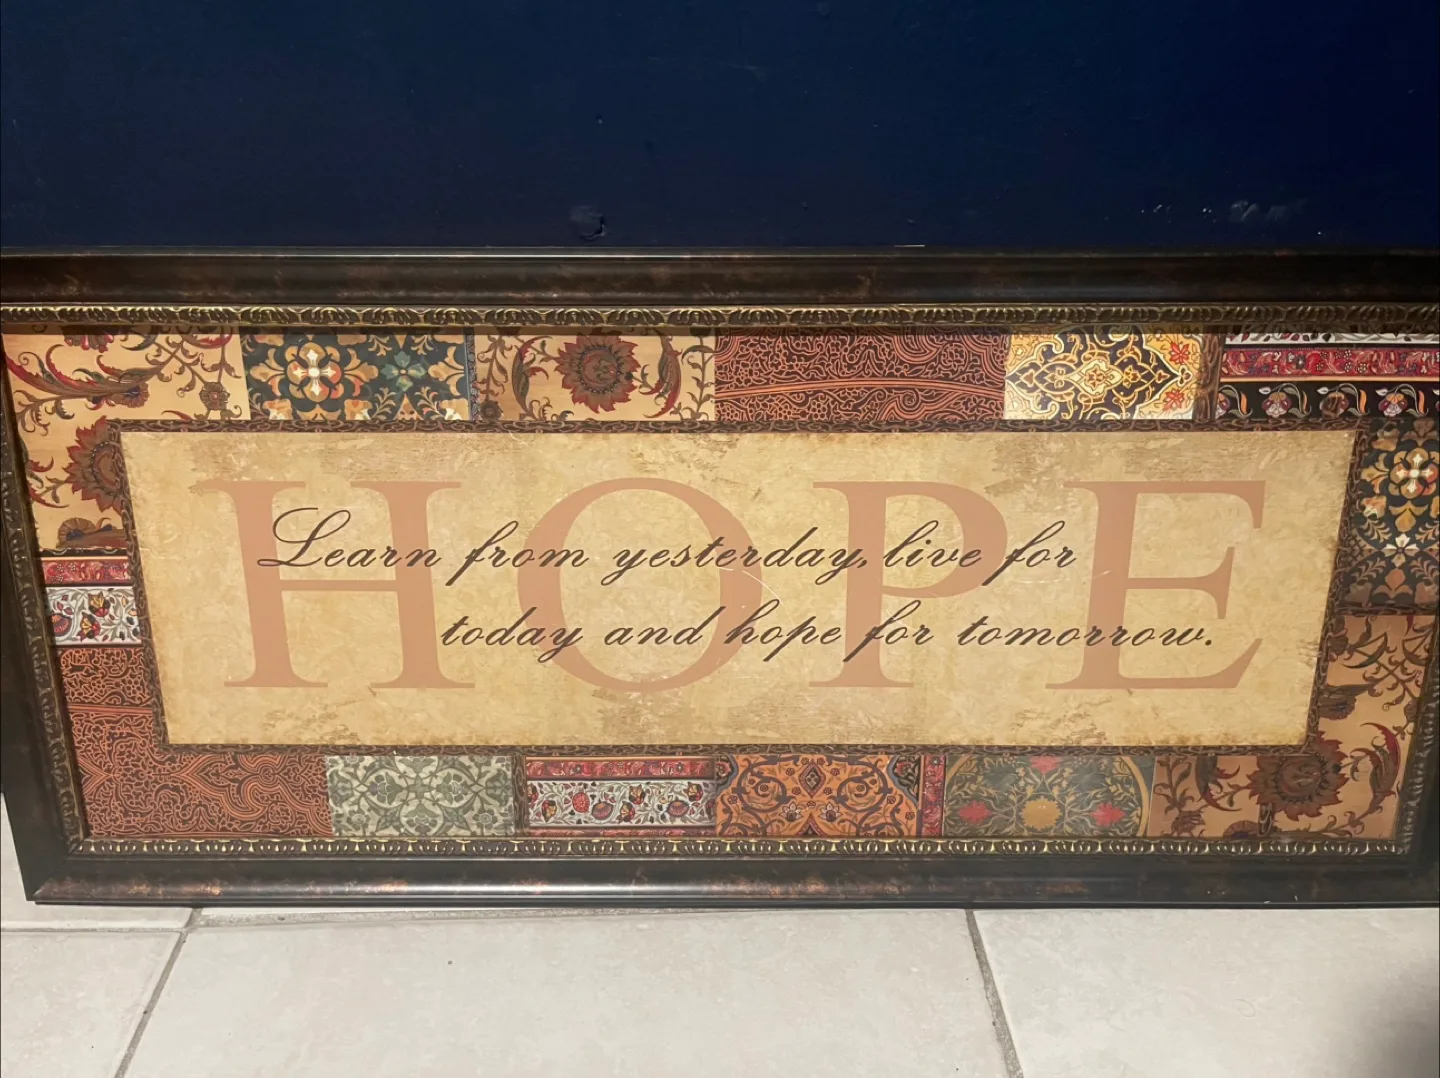 HOPE
Learn from yesterday, live for
today and hope for tomorrow.